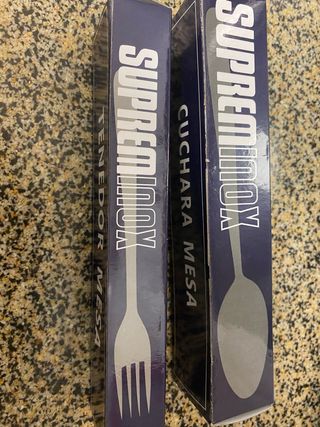 SUPREMINOX
TENEDOR MESA
SUPREMINOX
CUCHARA MESA